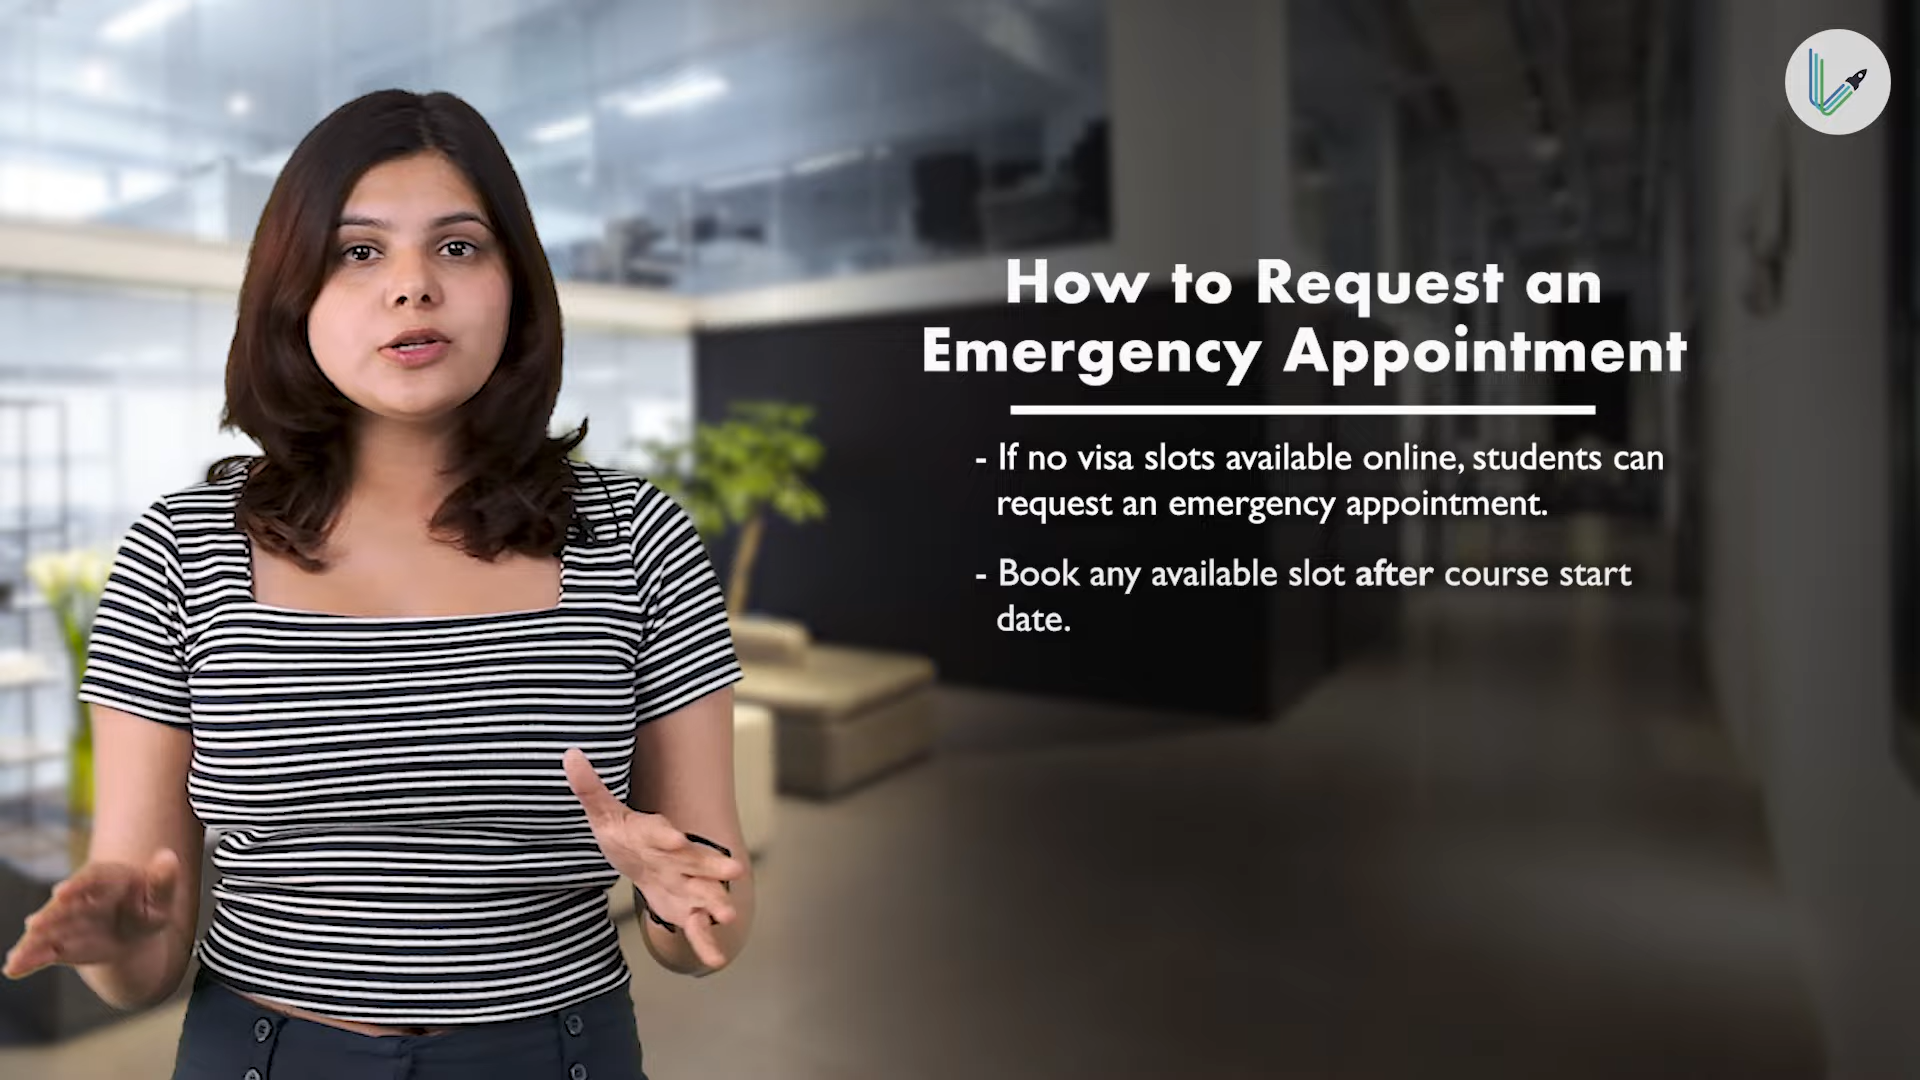 How to Request an
Emergency Appointment
- If no visa slots available online, students can
request an emergency appointment.
- Book any available slot after course start
date.